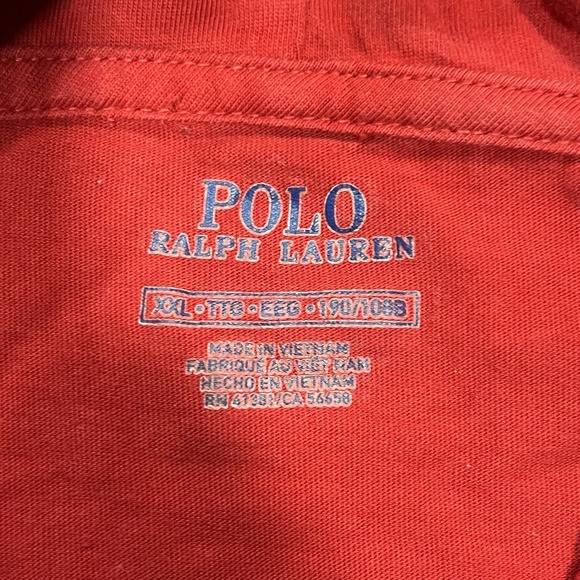 POLO
RALPH LAUREN
XXL • TTG • EEG • 190/108B
MADE IN VIETNAM
FABRIQUÉ AU VIÊT NAM
HECHO EN VIETNAM
RN 41381/CA 56658